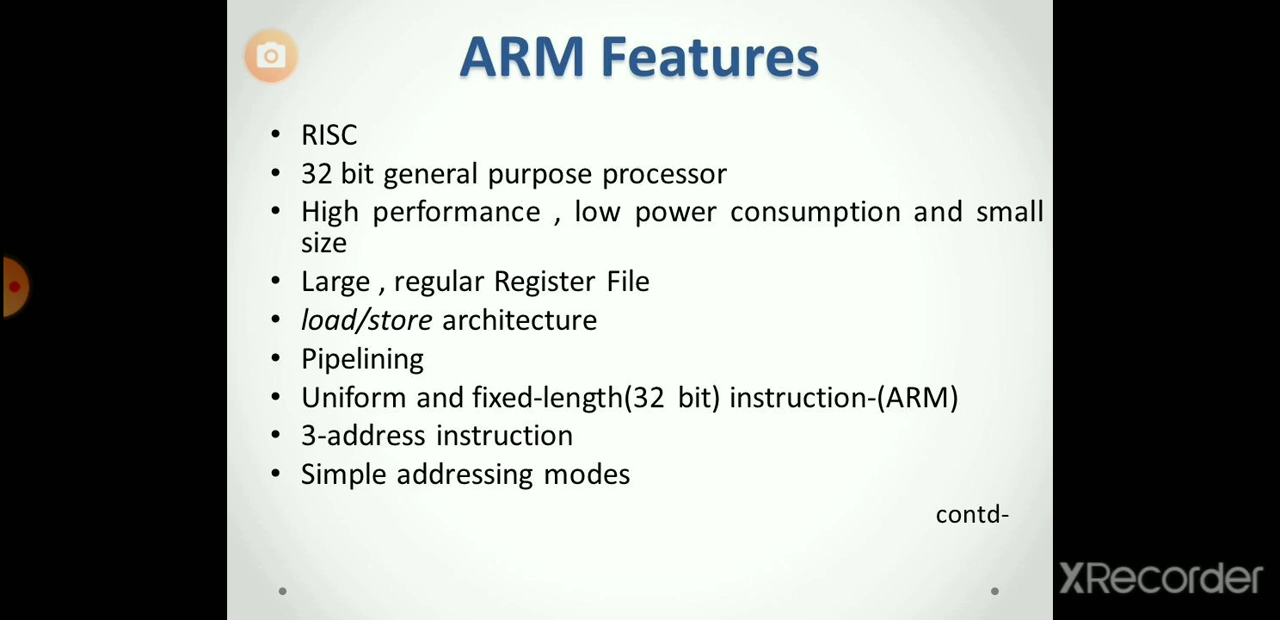 ARM Features
• RISC
• 32 bit general purpose processor
• High performance , low power consumption and small
size
• Large , regular Register File
• load/store architecture
• Pipelining
• Uniform and fixed-length(32 bit) instruction-(ARM)
• 3-address instruction
• Simple addressing modes
contd-
XRecorder